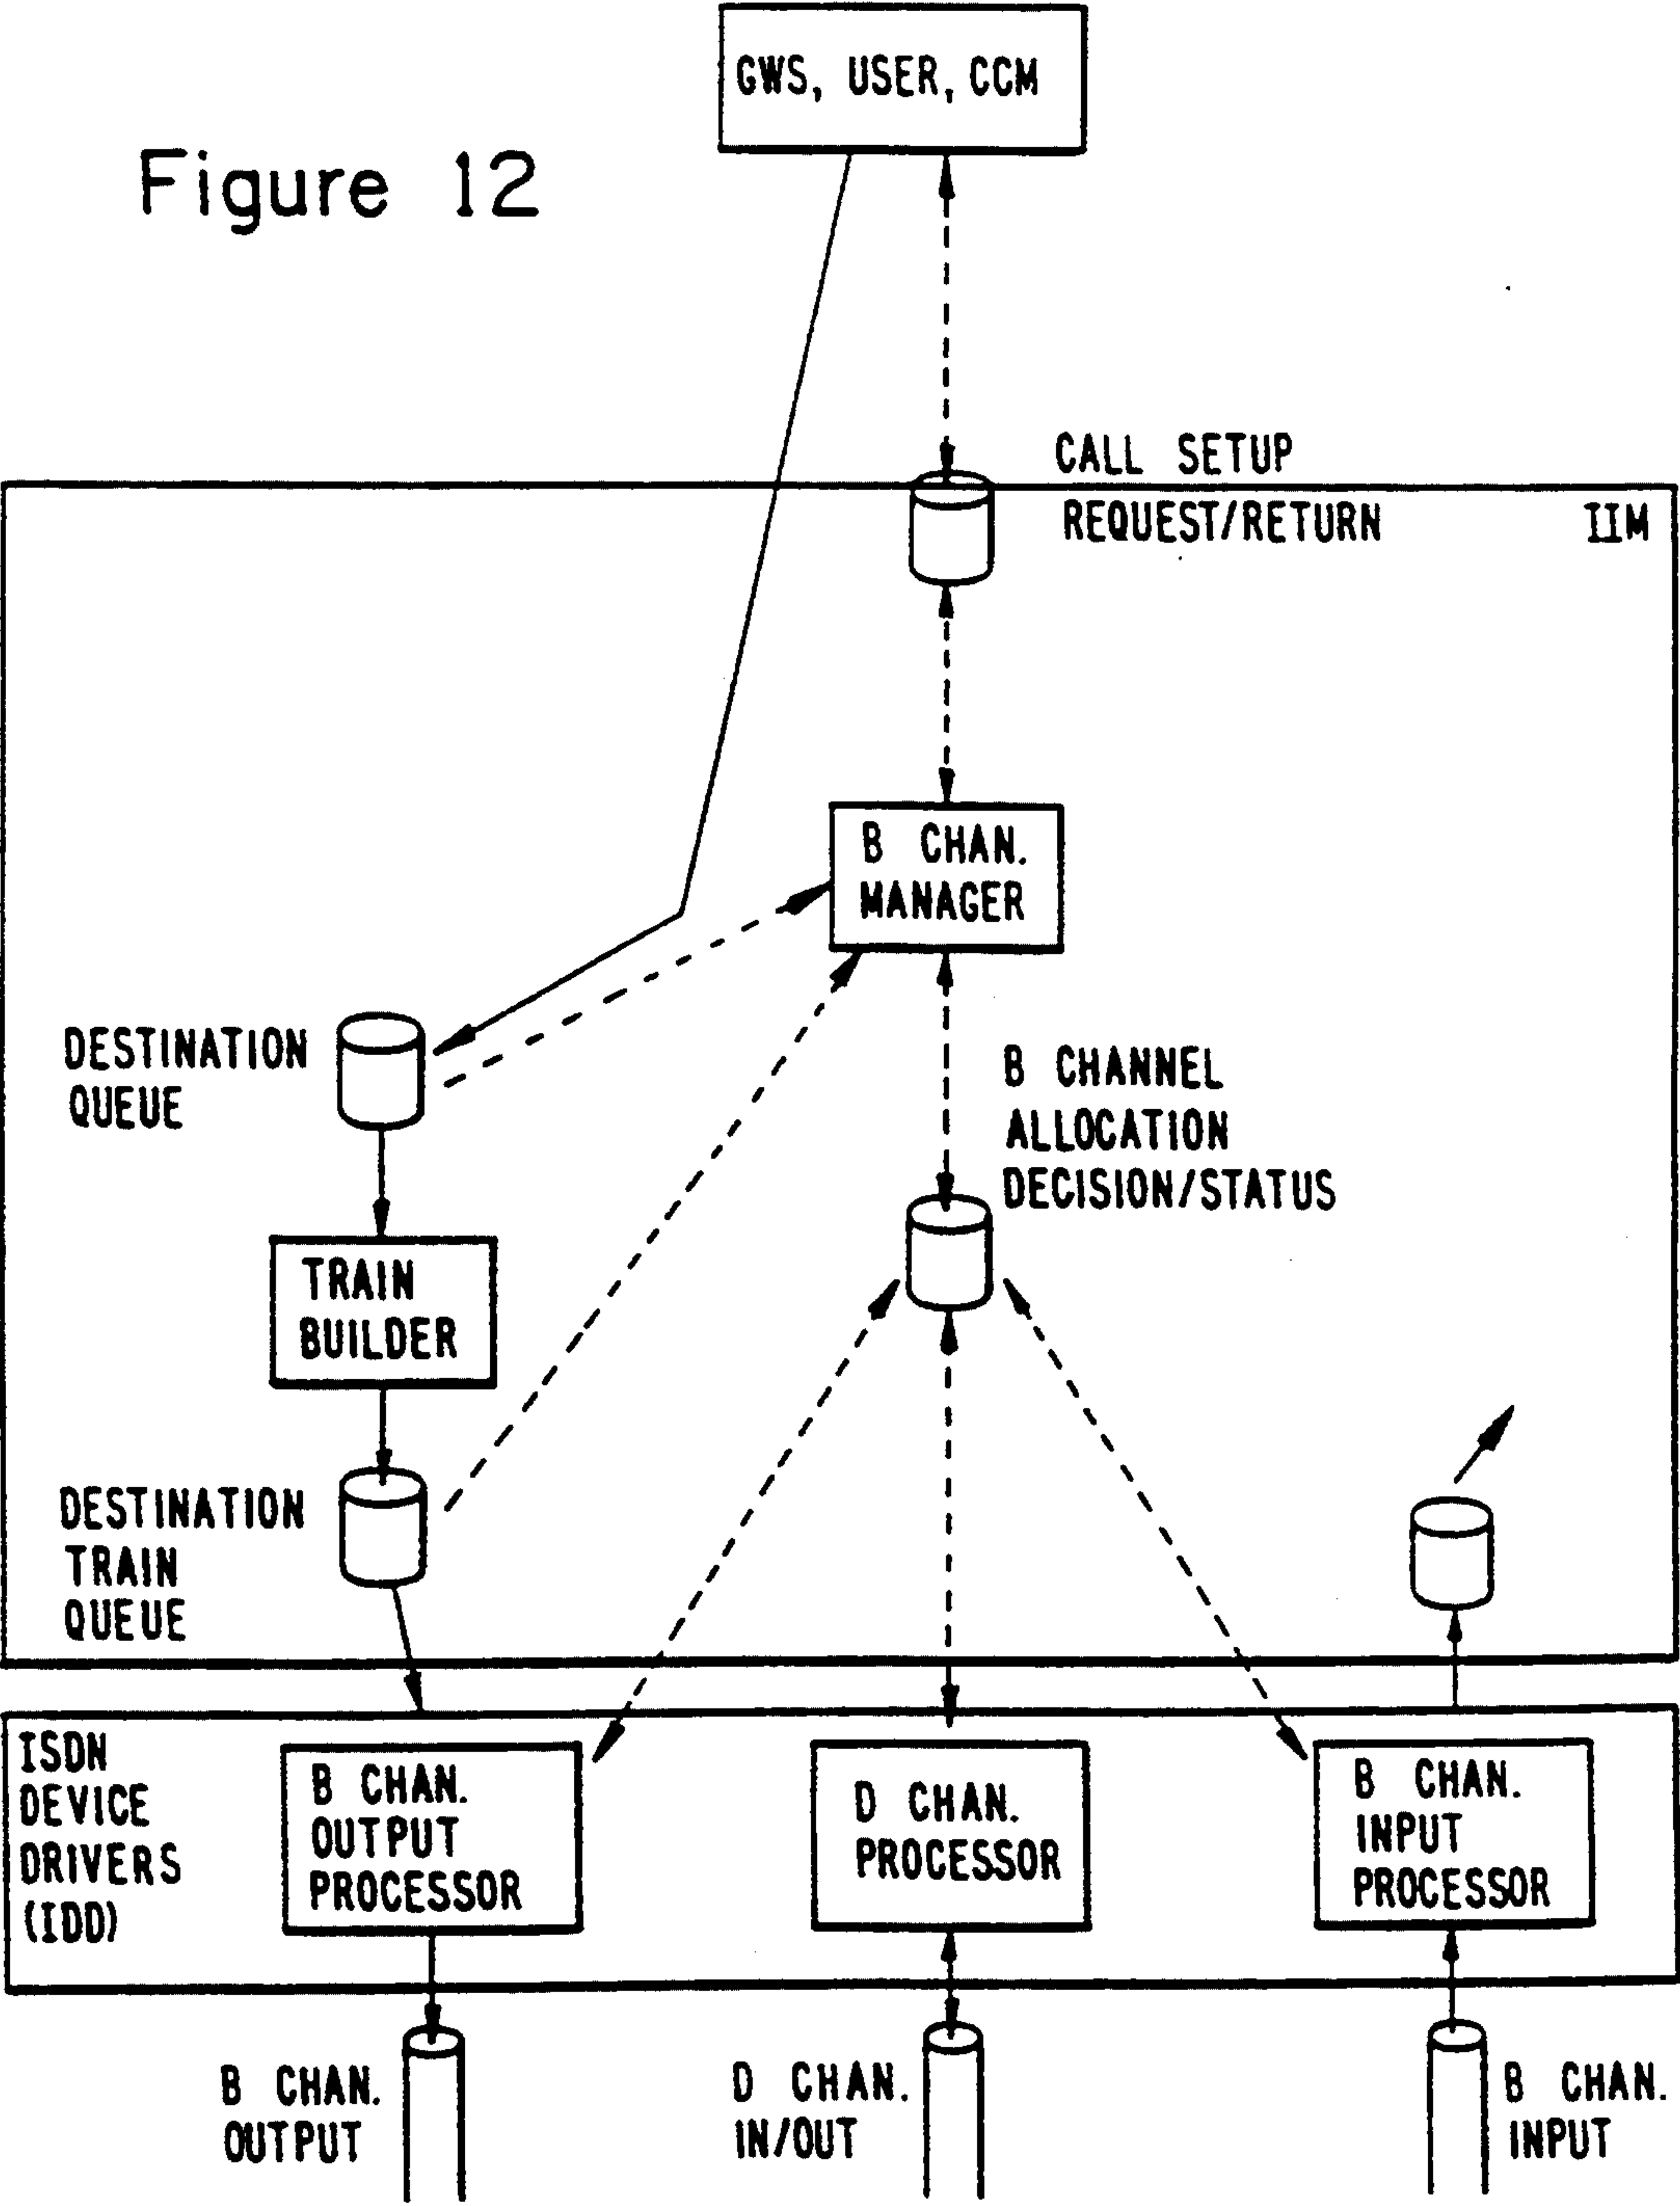 GWS, USER, CCM
Figure 12
CALL SETUP
REQUEST/RETURN
IIM
B CHAN.
MANAGER
DESTINATION
QUEUE
B CHANNEL
ALLOCATION
DECISION/STATUS
TRAIN
BUILDER
DESTINATION
TRAIN
QUEUE
ISDN
DEVICE
DRIVERS
(IDD)
B CHAN.
OUTPUT
PROCESSOR
D CHAN.
PROCESSOR
B CHAN.
INPUT
PROCESSOR
B CHAN.
OUTPUT
D CHAN.
IN/OUT
B CHAN.
INPUT